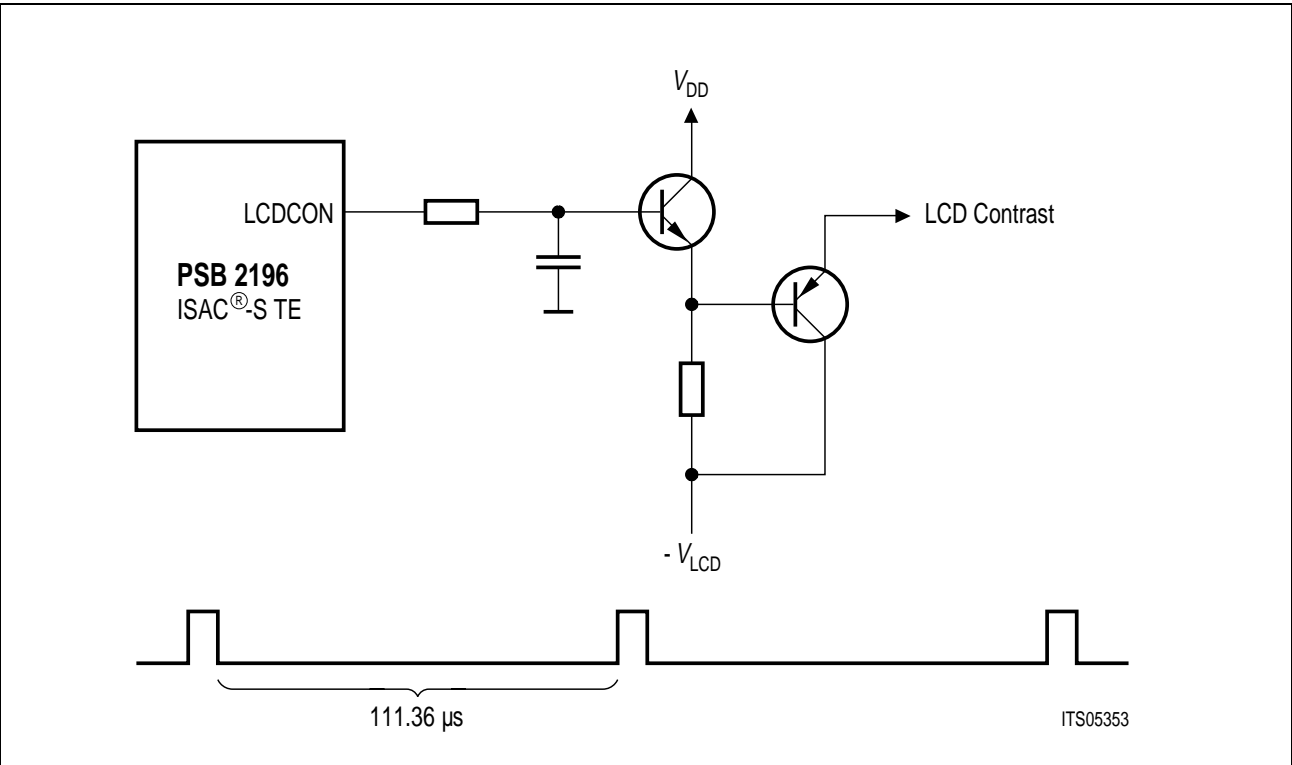 V_DD
LCDCON
LCD Contrast
PSB 2196
ISAC®-S TE
- V_LCD
111.36 µs
ITS05353